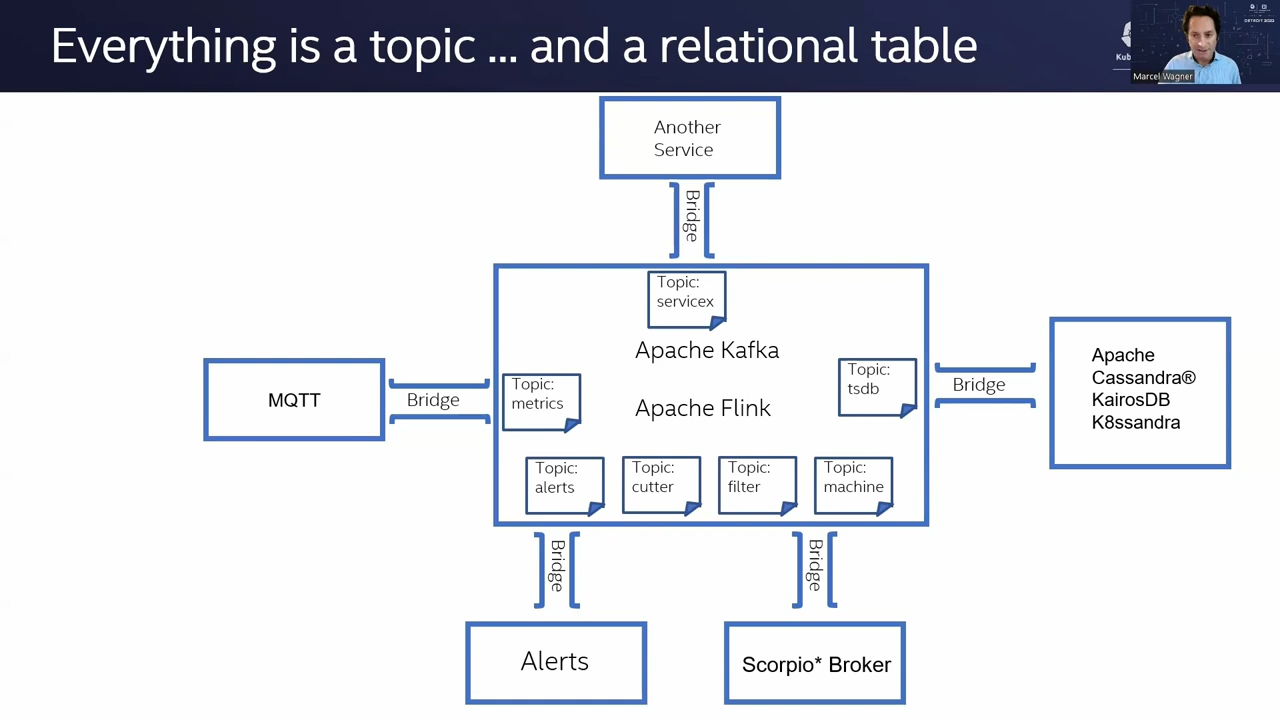 Everything is a topic ... and a relational table
DETROIT 2022
Marcel Wagner
Another
Service
Bridge
Topic:
servicex
Apache Kafka
Apache Flink
Topic:
metrics
Topic:
tsdb
MQTT
Bridge
Bridge
Apache
Cassandra®
KairosDB
K8ssandra
Topic:
alerts
Topic:
cutter
Topic:
filter
Topic:
machine
Bridge
Bridge
Alerts
Scorpio* Broker